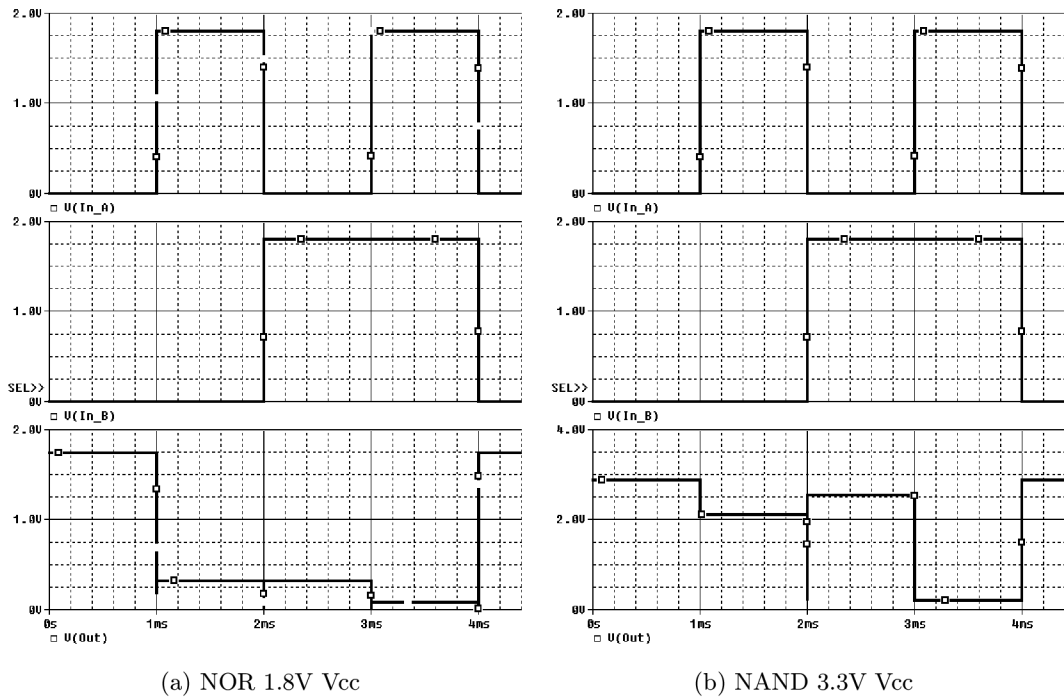 2.0V
1.0V
0V
V(In_A)
2.0V
1.0V
SEL>>
0V
V(In_B)
2.0V
1.0V
0V
0s 1ms 2ms 3ms 4ms
V(Out)
(a) NOR 1.8V Vcc
2.0V
1.0V
0V
V(In_A)
2.0V
1.0V
SEL>>
0V
V(In_B)
4.0V
2.0V
0V
0s 1ms 2ms 3ms 4ms
V(Out)
(b) NAND 3.3V Vcc